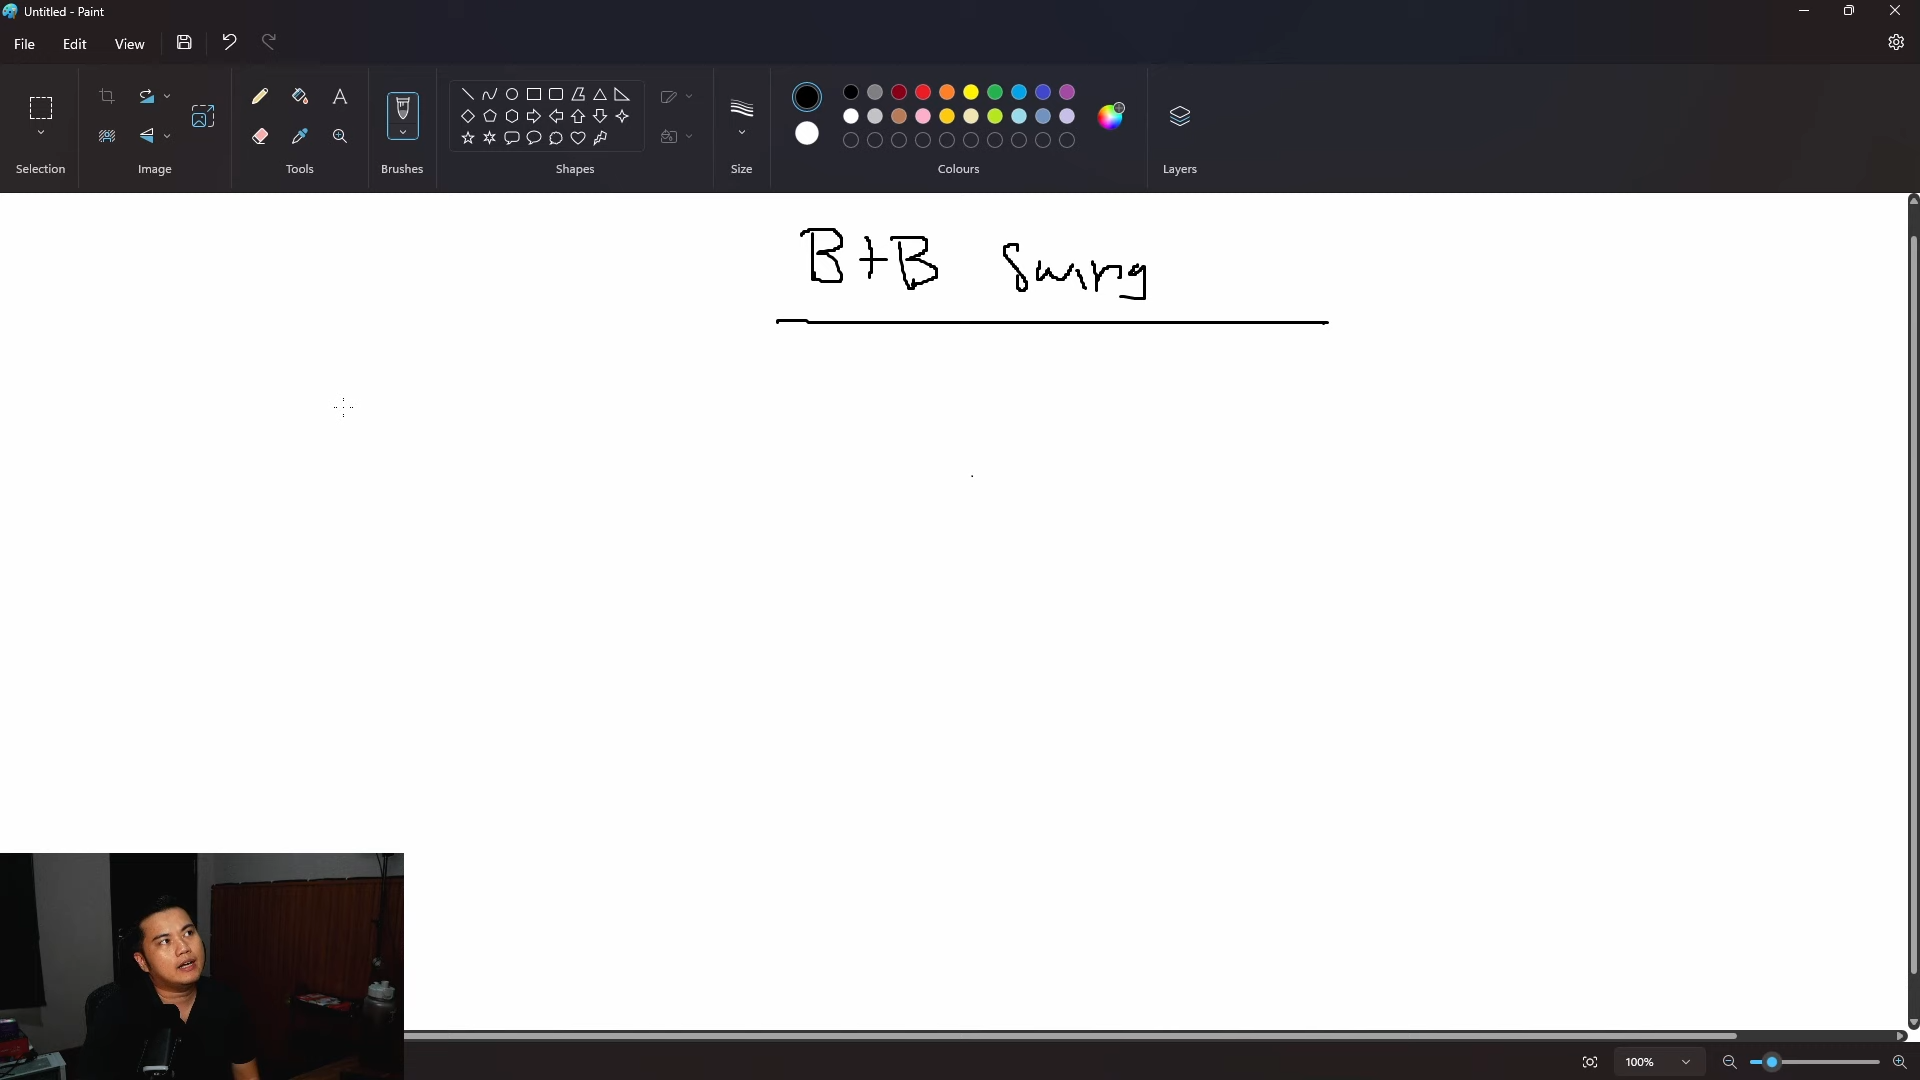 Untitled - Paint
File Edit View
Selection Image Tools Brushes Shapes Size Colours Layers
B+B Swing
100%